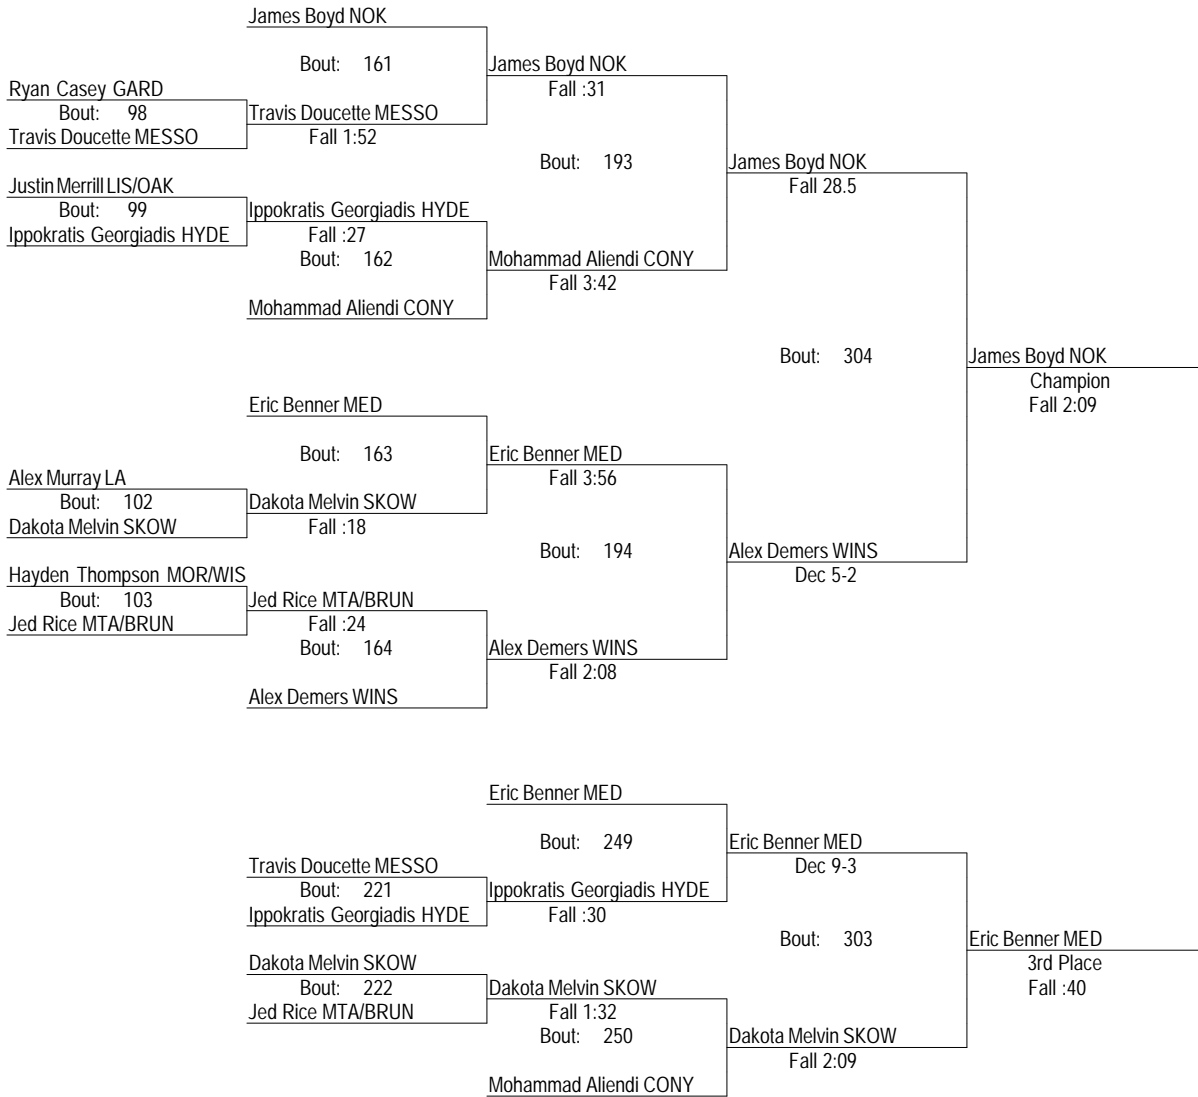 James Boyd NOK
Bout: 161
James Boyd NOK
Fall :31
Ryan Casey GARD
Bout: 98
Travis Doucette MESSO
Travis Doucette MESSO
Fall 1:52
Bout: 193
James Boyd NOK
Fall 28.5
Justin Merrill LIS/OAK
Bout: 99
Ippokratis Georgiadis HYDE
Ippokratis Georgiadis HYDE
Fall :27
Bout: 162
Mohammad Aliendi CONY
Fall 3:42
Mohammad Aliendi CONY
Bout: 304
James Boyd NOK
Champion
Fall 2:09
Eric Benner MED
Bout: 163
Eric Benner MED
Fall 3:56
Alex Murray LA
Bout: 102
Dakota Melvin SKOW
Dakota Melvin SKOW
Fall :18
Bout: 194
Alex Demers WINS
Dec 5-2
Hayden Thompson MOR/WIS
Bout: 103
Jed Rice MTA/BRUN
Jed Rice MTA/BRUN
Fall :24
Bout: 164
Alex Demers WINS
Fall 2:08
Alex Demers WINS
Eric Benner MED
Bout: 249
Eric Benner MED
Dec 9-3
Travis Doucette MESSO
Bout: 221
Ippokratis Georgiadis HYDE
Ippokratis Georgiadis HYDE
Fall :30
Bout: 303
Eric Benner MED
3rd Place
Fall :40
Dakota Melvin SKOW
Bout: 222
Jed Rice MTA/BRUN
Dakota Melvin SKOW
Fall 1:32
Bout: 250
Dakota Melvin SKOW
Fall 2:09
Mohammad Aliendi CONY